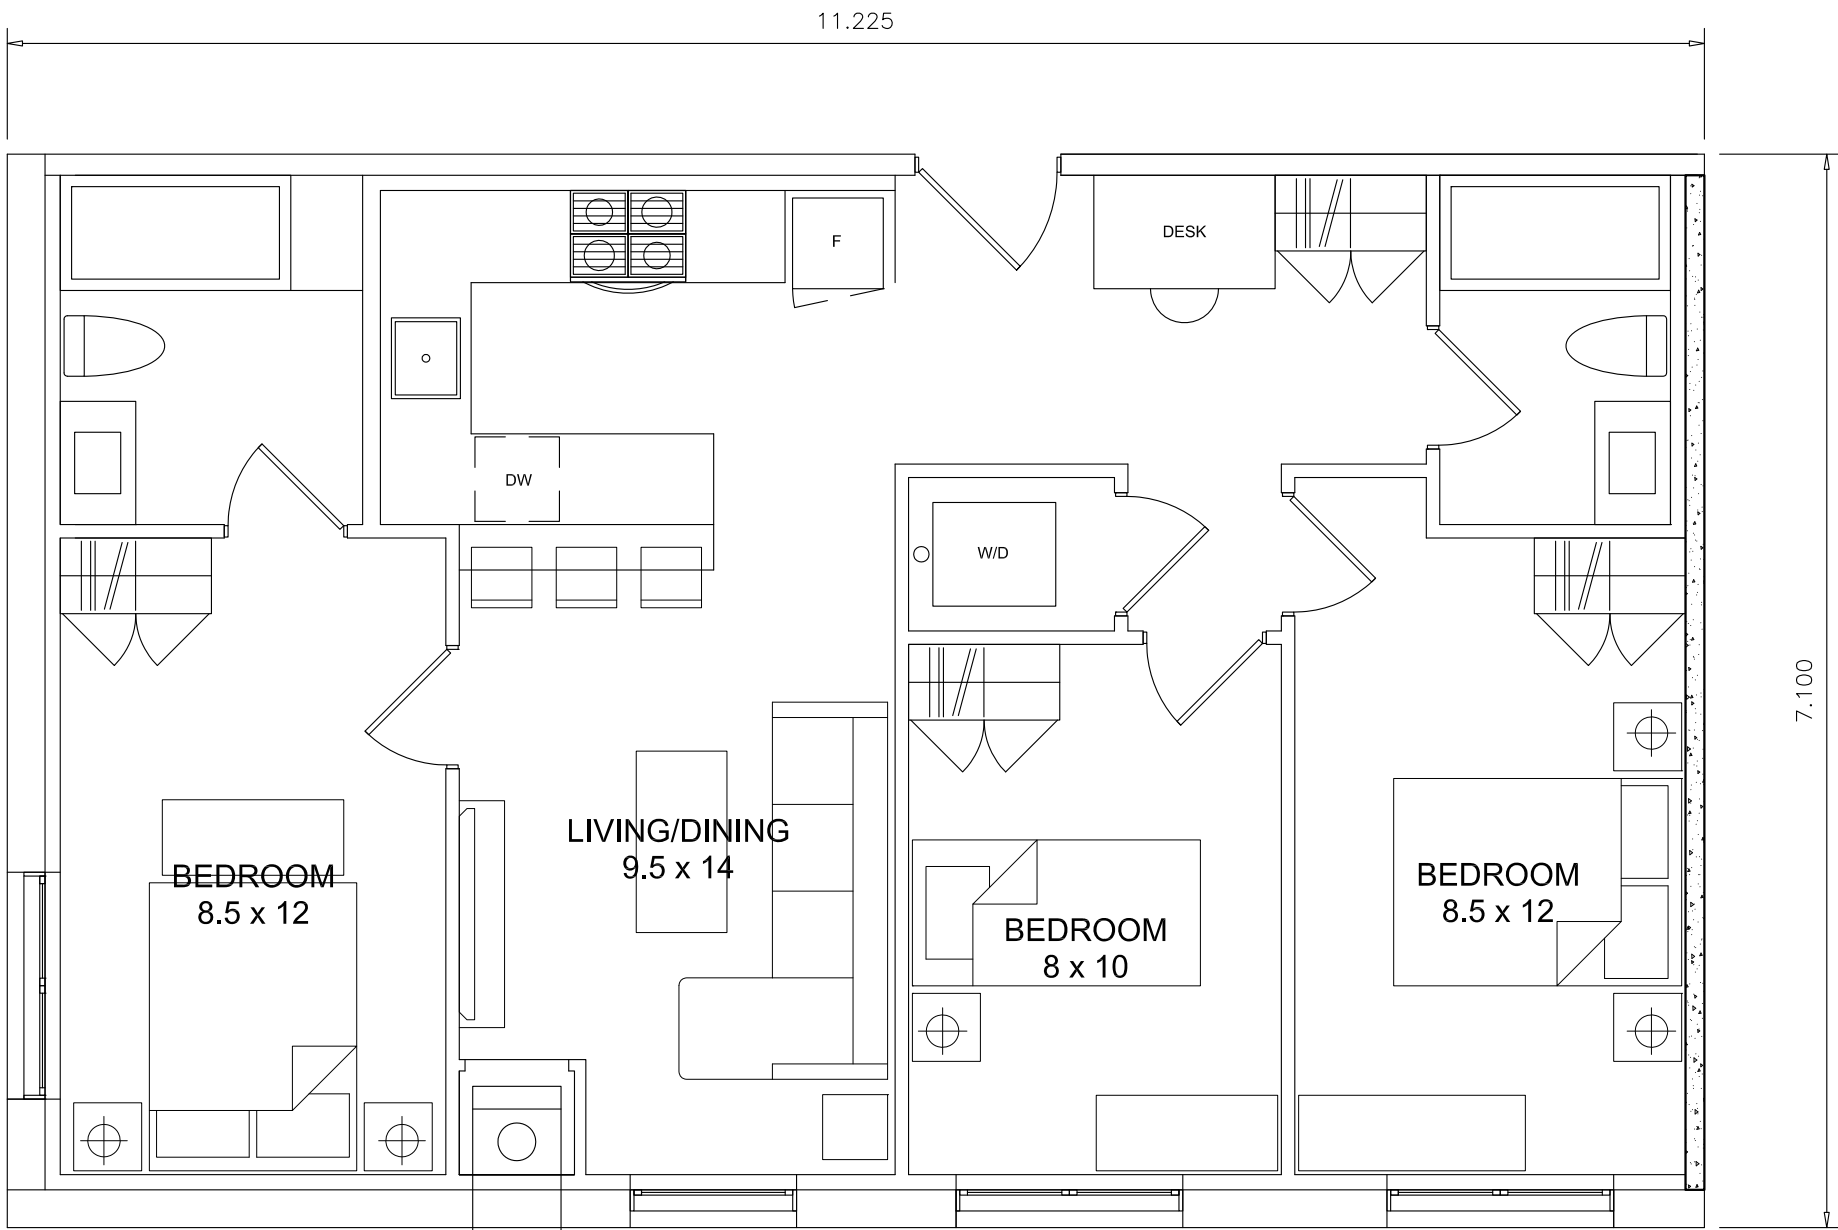 11.225
F
DESK
DW
W/D
7.100
LIVING/DINING
9.5 x 14
BEDROOM
8.5 x 12
BEDROOM
8 x 10
BEDROOM
8.5 x 12